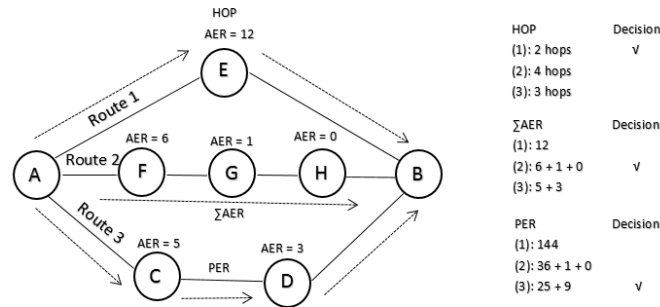 HOP
AER = 12
E
Route 1
AER = 6
AER = 1
AER = 0
A
Route 2
F
G
H
B
∑AER
Route 3
AER = 5
AER = 3
C
PER
D
HOP Decision
(1): 2 hops √
(2): 4 hops
(3): 3 hops
∑AER Decision
(1): 12
(2): 6 + 1 + 0 √
(3): 5 + 3
PER Decision
(1): 144
(2): 36 + 1 + 0
(3): 25 + 9 √